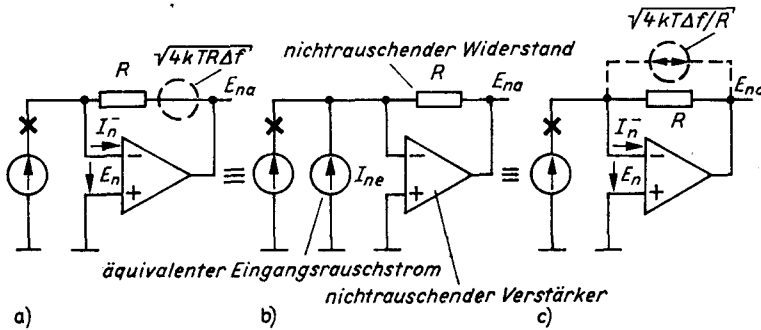 √4kTRΔf
R
E_na
I_n^-
E_n
−
+
a)
≡
nichtrauschender Widerstand
R
E_na
I_ne
−
+
äquivalenter Eingangsrauschstrom
nichtrauschender Verstärker
b)
≡
√4kTΔf/R
E_na
R
I_n^-
E_n
−
+
c)